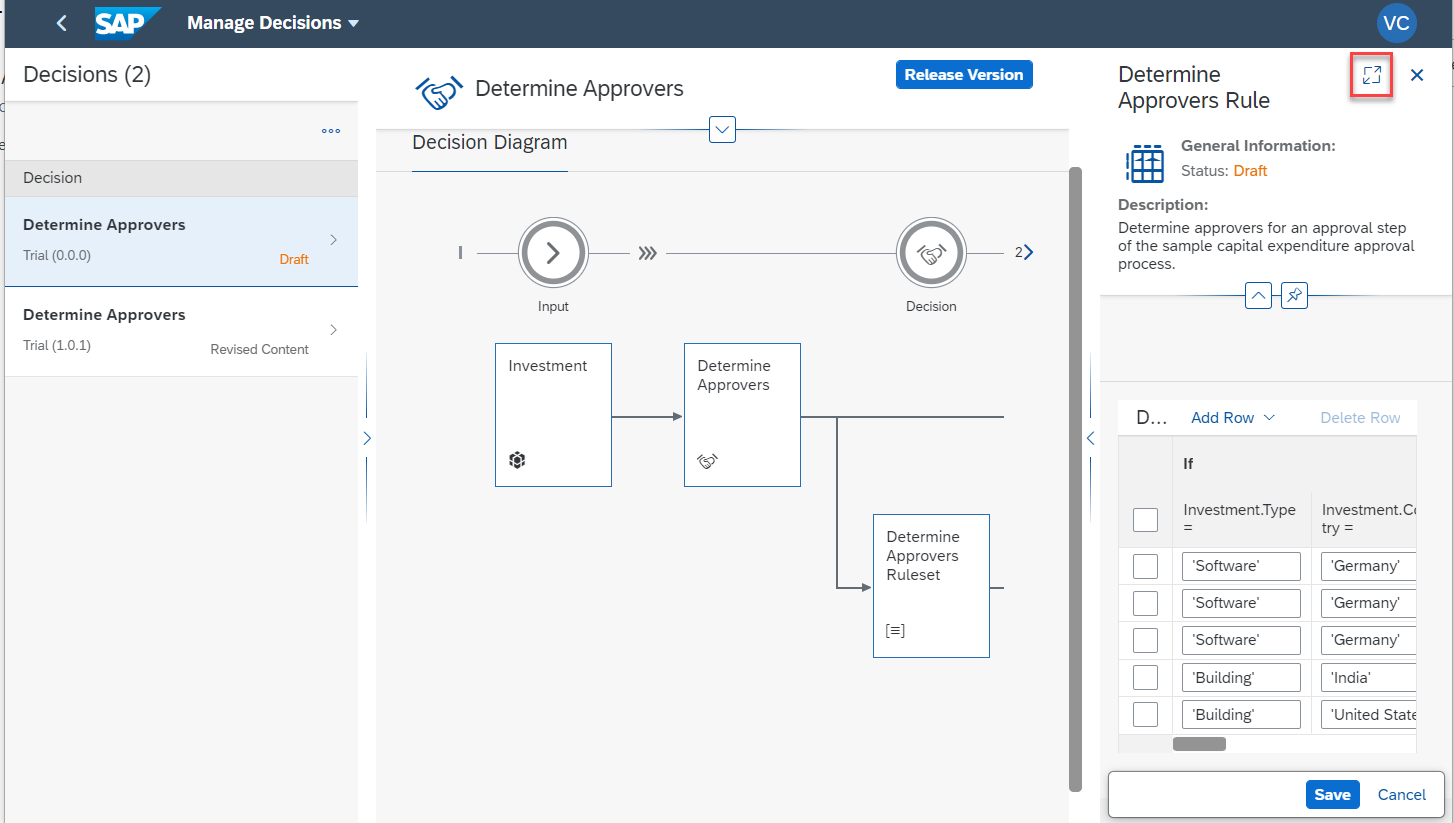 SAP Manage Decisions
VC
Decisions (2)
Decision
Determine Approvers
Trial (0.0.0)
Draft
Determine Approvers
Trial (1.0.1)
Revised Content
Determine Approvers
Release Version
Decision Diagram
2
Input
Decision
Investment
Determine
Approvers
Determine
Approvers
Ruleset
Determine
Approvers Rule
General Information:
Status: Draft
Description:
Determine approvers for an approval step
of the sample capital expenditure approval
process.
D... Add Row Delete Row
If
Investment.Type
=
Investment.Co
try =
'Software' 'Germany'
'Software' 'Germany'
'Software' 'Germany'
'Building' 'India'
'Building' 'United State
Save Cancel